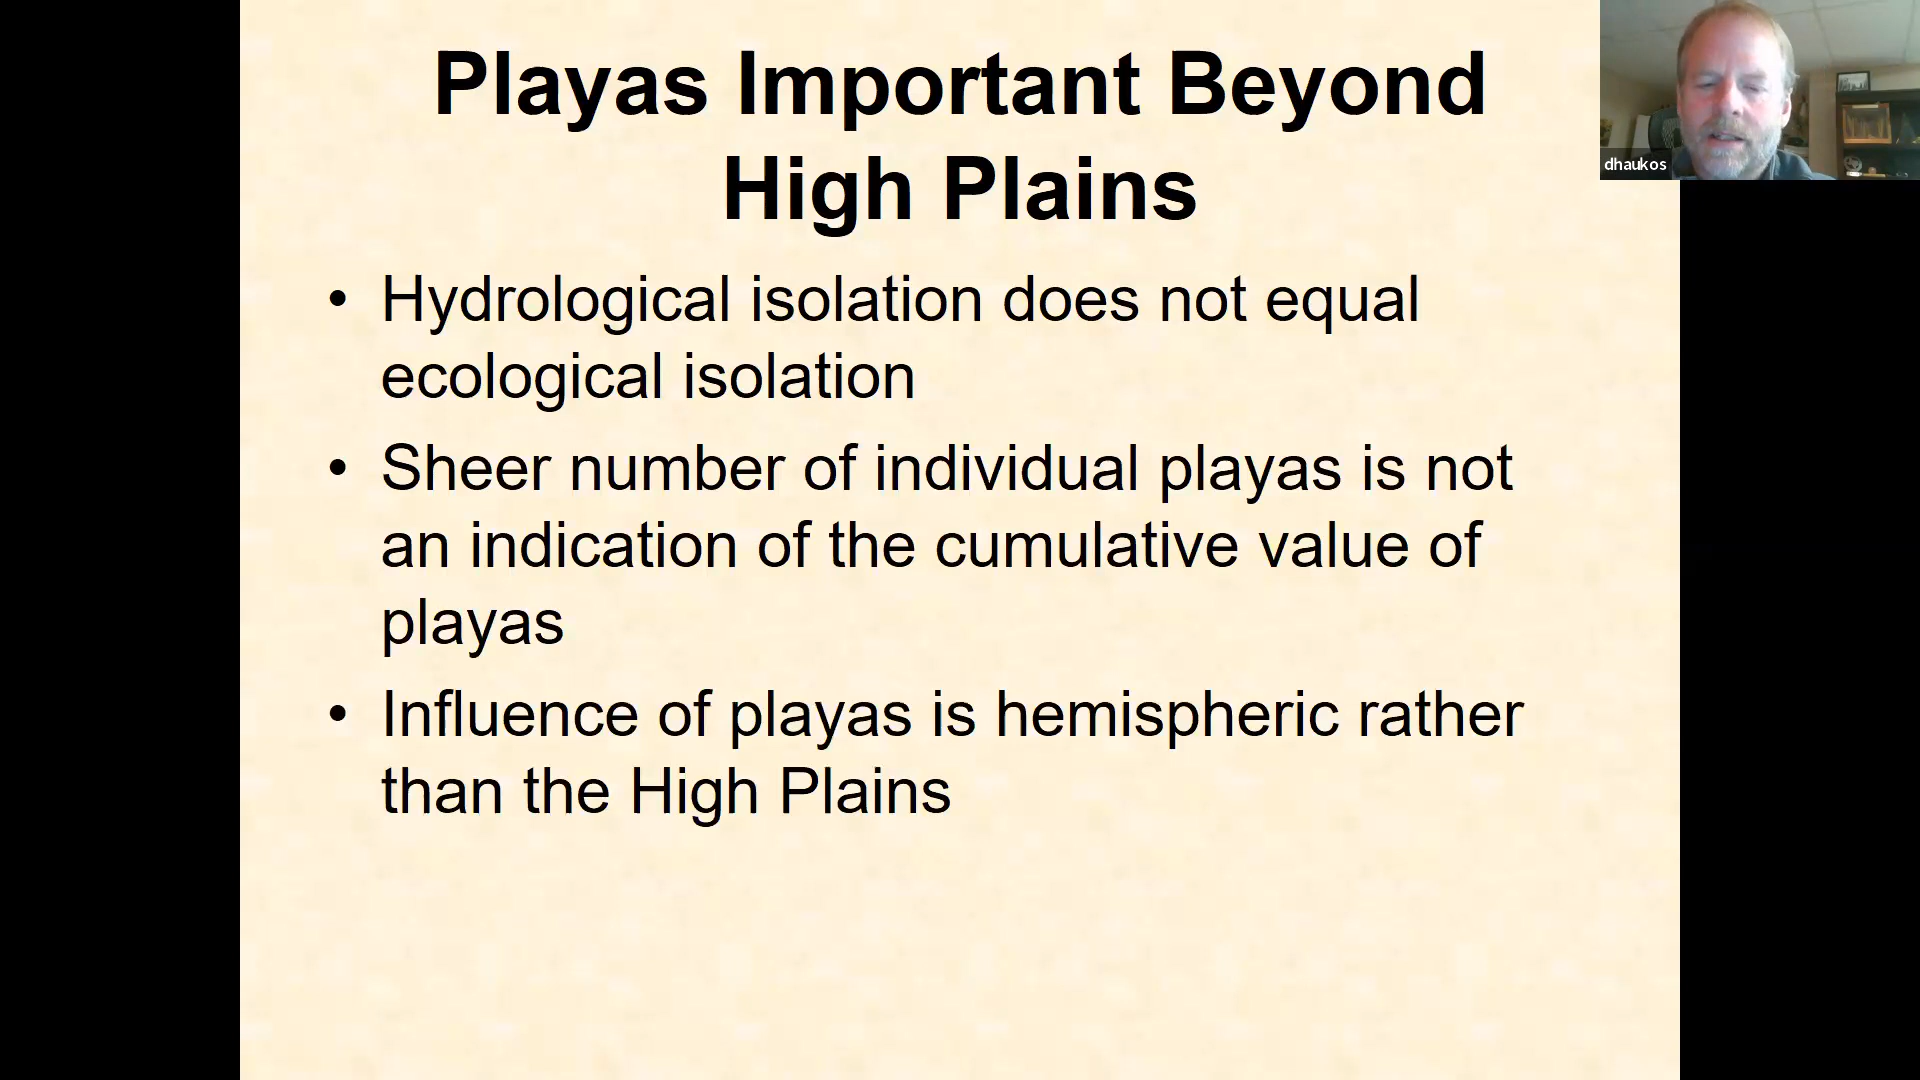 Playas Important Beyond
High Plains
• Hydrological isolation does not equal
ecological isolation
• Sheer number of individual playas is not
an indication of the cumulative value of
playas
• Influence of playas is hemispheric rather
than the High Plains
dhaukos